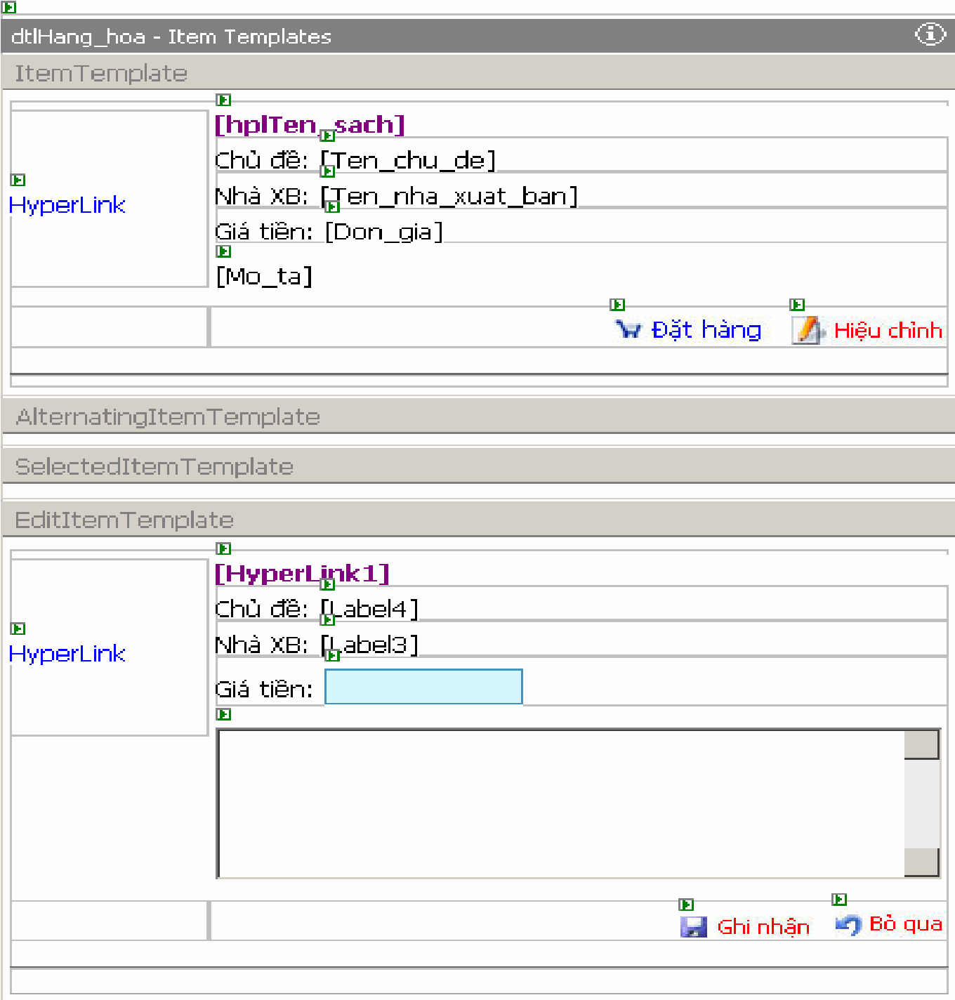 dtlHang_hoa - Item Templates
ItemTemplate
[hplTen_sach]
Chủ đề: [Ten_chu_de]
HyperLink
Nhà XB: [Ten_nha_xuat_ban]
Giá tiền: [Don_gia]
[Mo_ta]
Đặt hàng Hiệu chỉnh
AlternatingItemTemplate
SelectedItemTemplate
EditItemTemplate
[HyperLink1]
Chủ đề: [Label4]
HyperLink
Nhà XB: [Label3]
Giá tiền:
Ghi nhận Bỏ qua